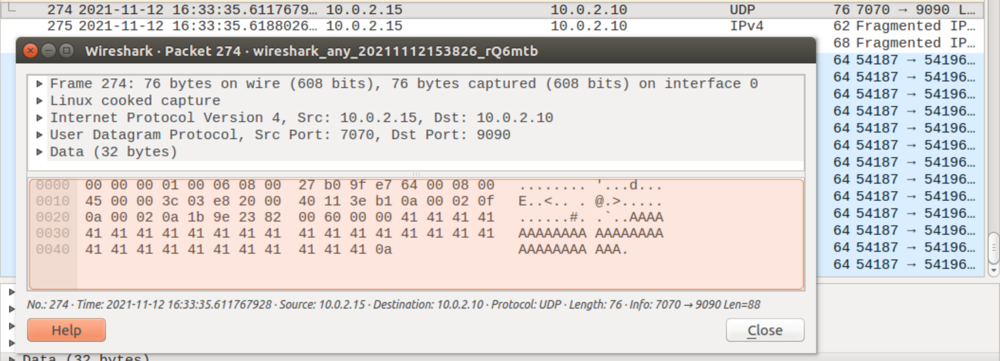 274 2021-11-12 16:33:35.6117679… 10.0.2.15 10.0.2.10 UDP 76 7070 → 9090 L…
275 2021-11-12 16:33:35.6188026… 10.0.2.15 10.0.2.10 IPv4 62 Fragmented IP…
68 Fragmented IP…
Wireshark · Packet 274 · wireshark_any_20211112153826_rQ6mtb
64 54187 → 54196…
64 54187 → 54196…
64 54187 → 54196…
64 54187 → 54196…
64 54187 → 54196…
64 54187 → 54196…
64 54187 → 54196…
64 54187 → 54196…
64 54187 → 54196…
64 54187 → 54196…
64 54187 → 54196…
64 54187 → 54196…
64 54187 → 54196…
Frame 274: 76 bytes on wire (608 bits), 76 bytes captured (608 bits) on interface 0
Linux cooked capture
Internet Protocol Version 4, Src: 10.0.2.15, Dst: 10.0.2.10
User Datagram Protocol, Src Port: 7070, Dst Port: 9090
Data (32 bytes)
0000 00 00 00 01 00 06 08 00 27 b0 9f e7 64 00 08 00 ........ '...d...
0010 45 00 00 3c 03 e8 20 00 40 11 3e b1 0a 00 02 0f E..<.. . @.>.....
0020 0a 00 02 0a 1b 9e 23 82 00 60 00 00 41 41 41 41 ......#. .`..AAAA
0030 41 41 41 41 41 41 41 41 41 41 41 41 41 41 41 41 AAAAAAAA AAAAAAAA
0040 41 41 41 41 41 41 41 41 41 41 41 0a AAAAAAAA AAA.
No.: 274 · Time: 2021-11-12 16:33:35.611767928 · Source: 10.0.2.15 · Destination: 10.0.2.10 · Protocol: UDP · Length: 76 · Info: 7070 → 9090 Len=88
Help
Close
Data (32 bytes)